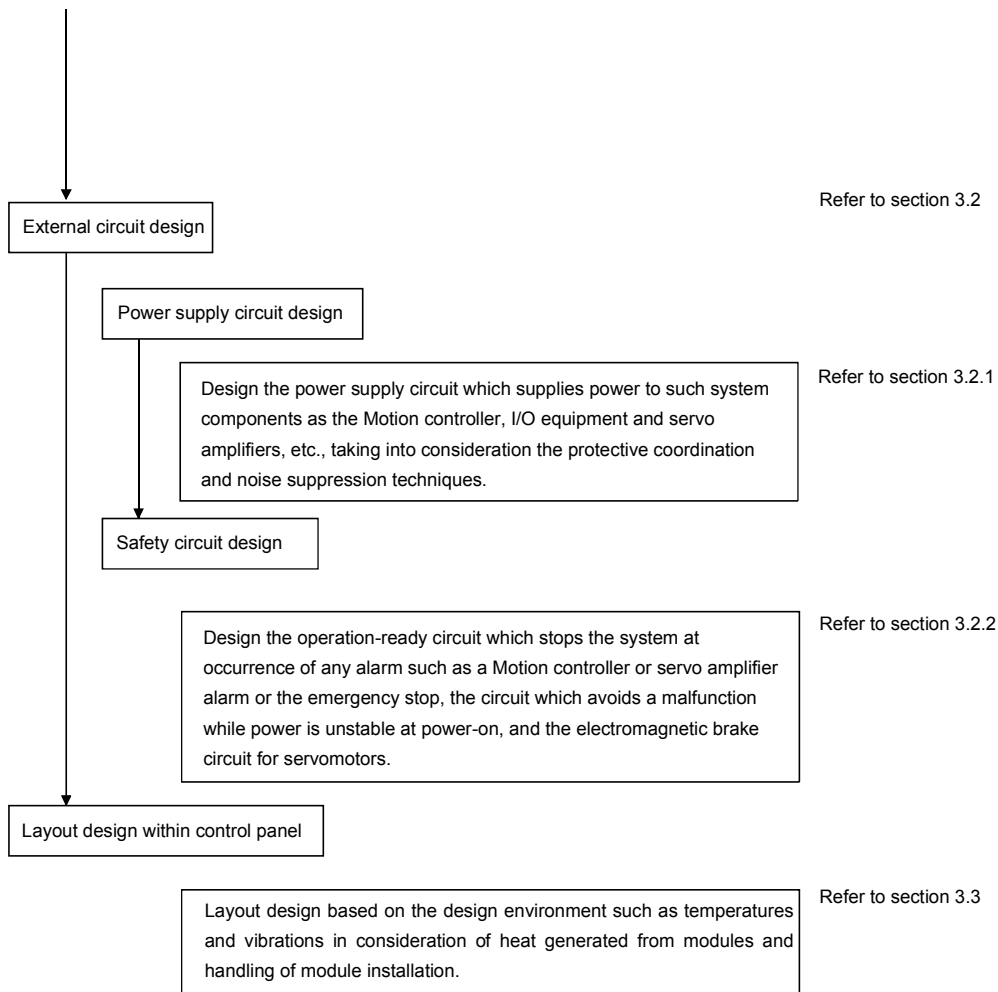 Refer to section 3.2
External circuit design
Power supply circuit design
Refer to section 3.2.1
Design the power supply circuit which supplies power to such system
components as the Motion controller, I/O equipment and servo
amplifiers, etc., taking into consideration the protective coordination
and noise suppression techniques.
Safety circuit design
Refer to section 3.2.2
Design the operation-ready circuit which stops the system at
occurrence of any alarm such as a Motion controller or servo amplifier
alarm or the emergency stop, the circuit which avoids a malfunction
while power is unstable at power-on, and the electromagnetic brake
circuit for servomotors.
Layout design within control panel
Refer to section 3.3
Layout design based on the design environment such as temperatures
and vibrations in consideration of heat generated from modules and
handling of module installation.